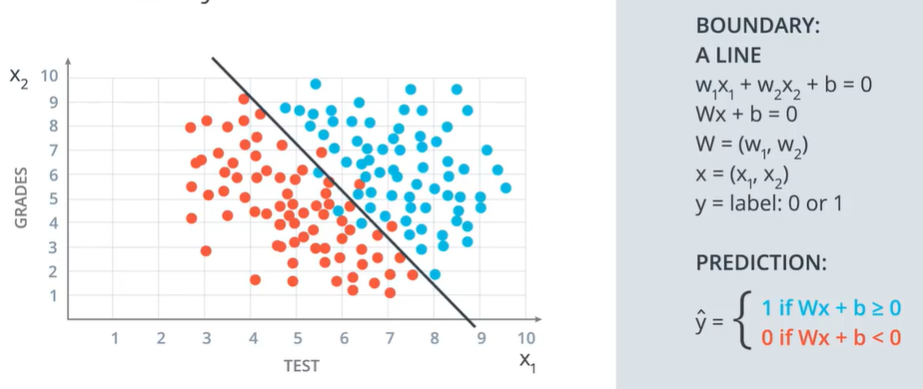 X₂
10
9
8
7
6
5
4
3
2
1
GRADES
1 2 3 4 5 6 7 8 9 10
TEST
X₁
BOUNDARY:
A LINE
w₁x₁ + w₂x₂ + b = 0
Wx + b = 0
W = (w₁, w₂)
x = (x₁, x₂)
y = label: 0 or 1
PREDICTION:
ŷ = { 1 if Wx + b ≥ 0
0 if Wx + b < 0